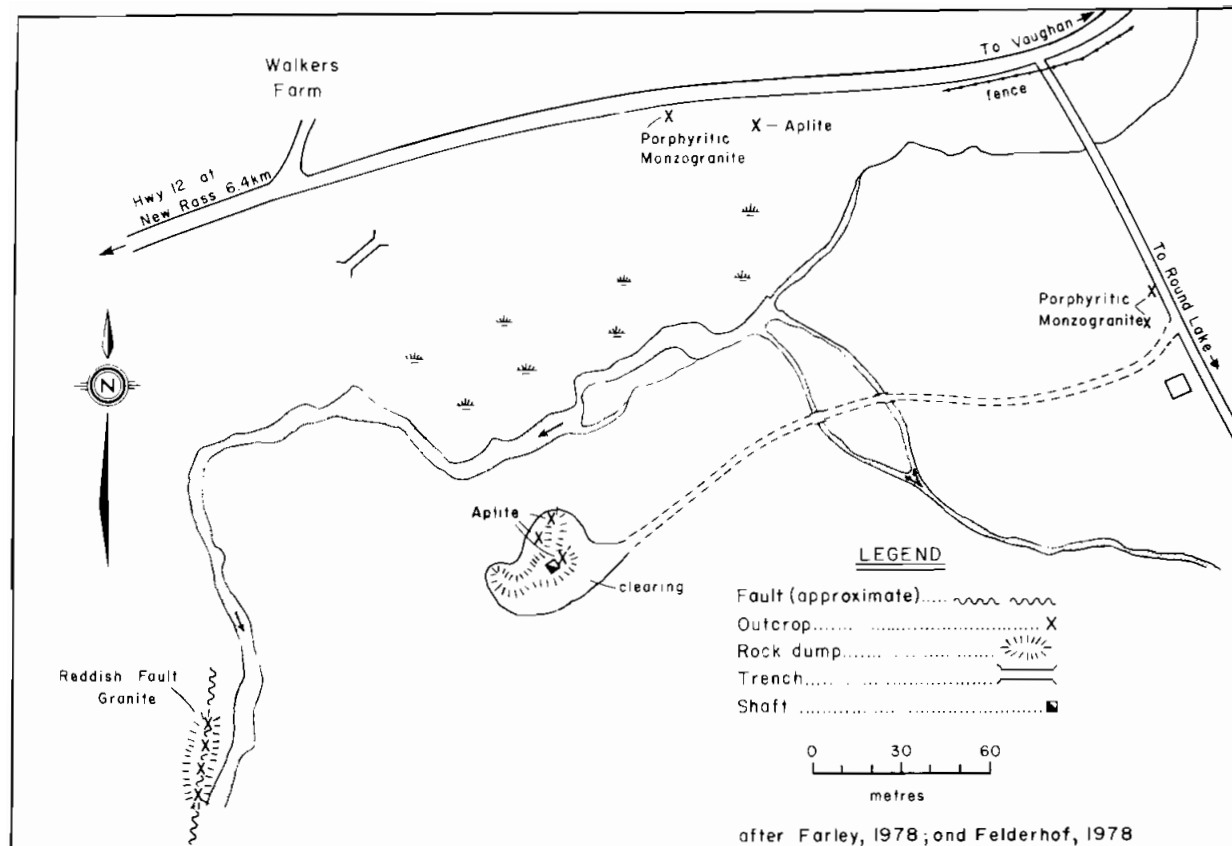 To Vaughan
Walkers
Farm
fence
X – Aplite
Porphyritic
Monzogranite
Hwy 12 at
New Rass 6.4km
To Round Lake
Porphyritic
Monzogranite
N
Aplite
clearing
LEGEND
Fault (approximate)....
Outcrop.................... X
Rock dump....................
Trench....................
Shaft ....................
Reddish Fault
Granite
0 30 60
metres
after Farley, 1978; ond Felderhof, 1978